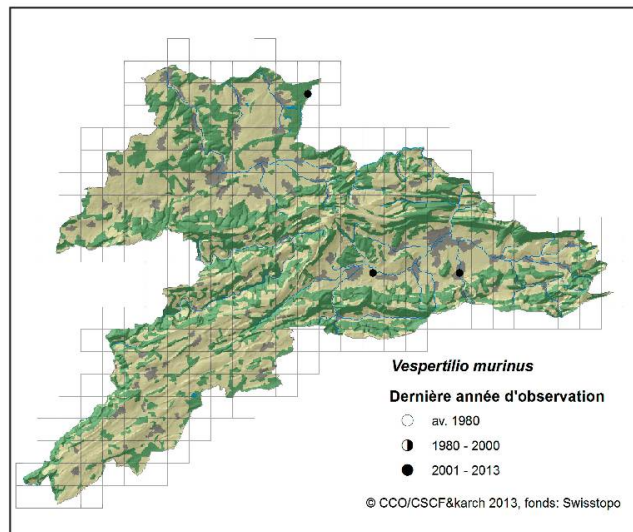 Vespertilio murinus
Dernière année d'observation
av. 1980
1980 - 2000
2001 - 2013
© CCO/CSCF&karch 2013, fonds: Swisstopo